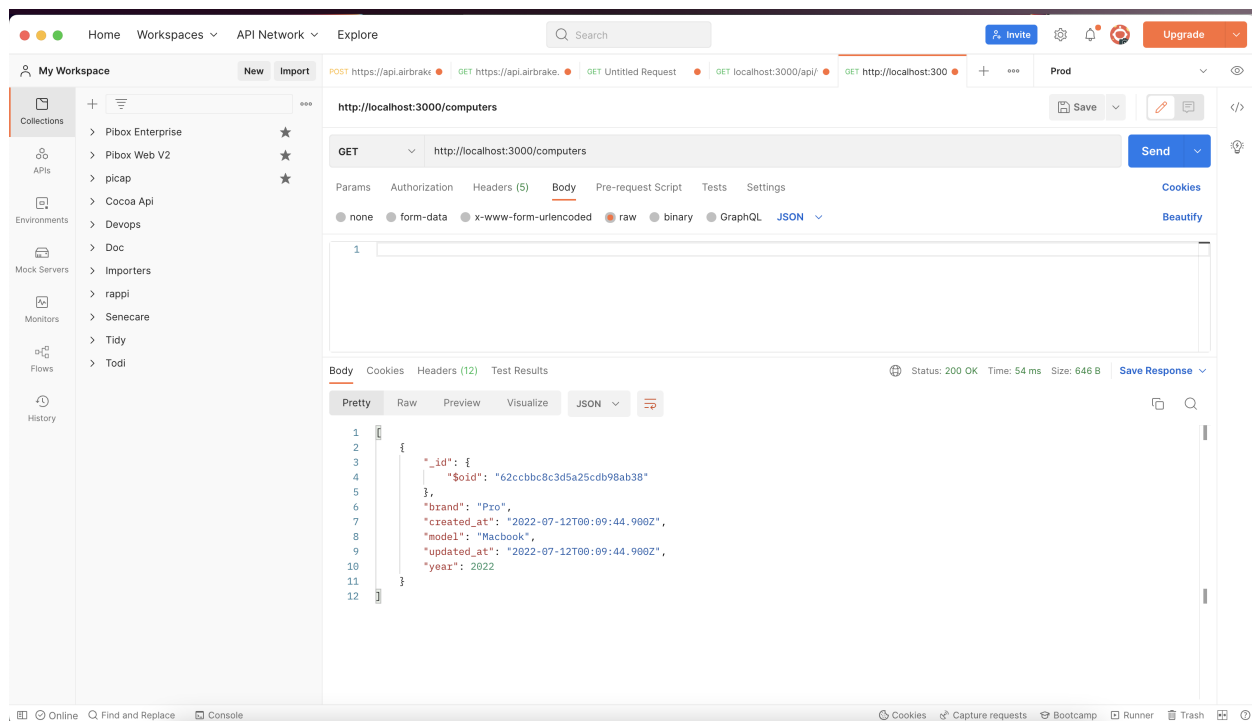 Home Workspaces API Network Explore Search Invite Upgrade
My Workspace New Import POST https://api.airbrake GET https://api.airbrake. GET Untitled Request GET localhost:3000/api/ GET http://localhost:300 Prod
Collections
APIs
Environments
Mock Servers
Monitors
Flows
History
Pibox Enterprise
Pibox Web V2
picap
Cocoa Api
Devops
Doc
Importers
rappi
Senecare
Tidy
Todi
http://localhost:3000/computers Save
GET http://localhost:3000/computers Send
Params Authorization Headers (5) Body Pre-request Script Tests Settings Cookies
none form-data x-www-form-urlencoded raw binary GraphQL JSON Beautify
1
Body Cookies Headers (12) Test Results Status: 200 OK Time: 54 ms Size: 646 B Save Response
Pretty Raw Preview Visualize JSON
1 [
2 {
3 "_id": {
4 "$oid": "62ccbbc8c3d5a25cdb98ab38"
5 },
6 "brand": "Pro",
7 "created_at": "2022-07-12T00:09:44.900Z",
8 "model": "Macbook",
9 "updated_at": "2022-07-12T00:09:44.900Z",
10 "year": 2022
11 }
12 ]
Online Find and Replace Console Cookies Capture requests Bootcamp Runner Trash